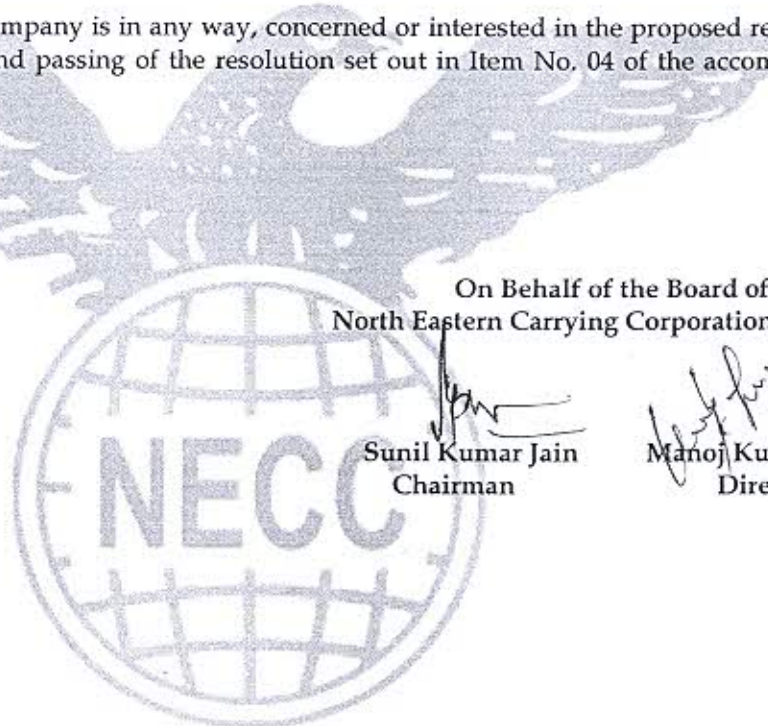 ompany is in any way, concerned or interested in the proposed re
nd passing of the resolution set out in Item No. 04 of the accom
On Behalf of the Board of
North Eastern Carrying Corporation
Sunil Kumar Jain Manoj Ku
Chairman Dire
NECC